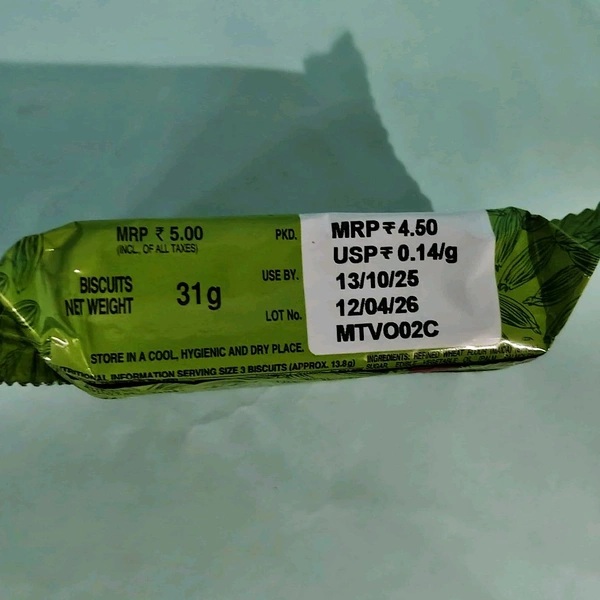 MRP ₹ 5.00
(INCL. OF ALL TAXES)
BISCUITS
NET WEIGHT
31g
PKD.
USE BY.
LOT No.
MRP ₹ 4.50
USP ₹ 0.14/g
13/10/25
12/04/26
MTVO02C
STORE IN A COOL, HYGIENIC AND DRY PLACE.
INFORMATION SERVING SIZE 3 BISCUITS (APPROX. 13.8g)
INGREDIENTS: REFINED WHEAT FLOUR
SUGAR,